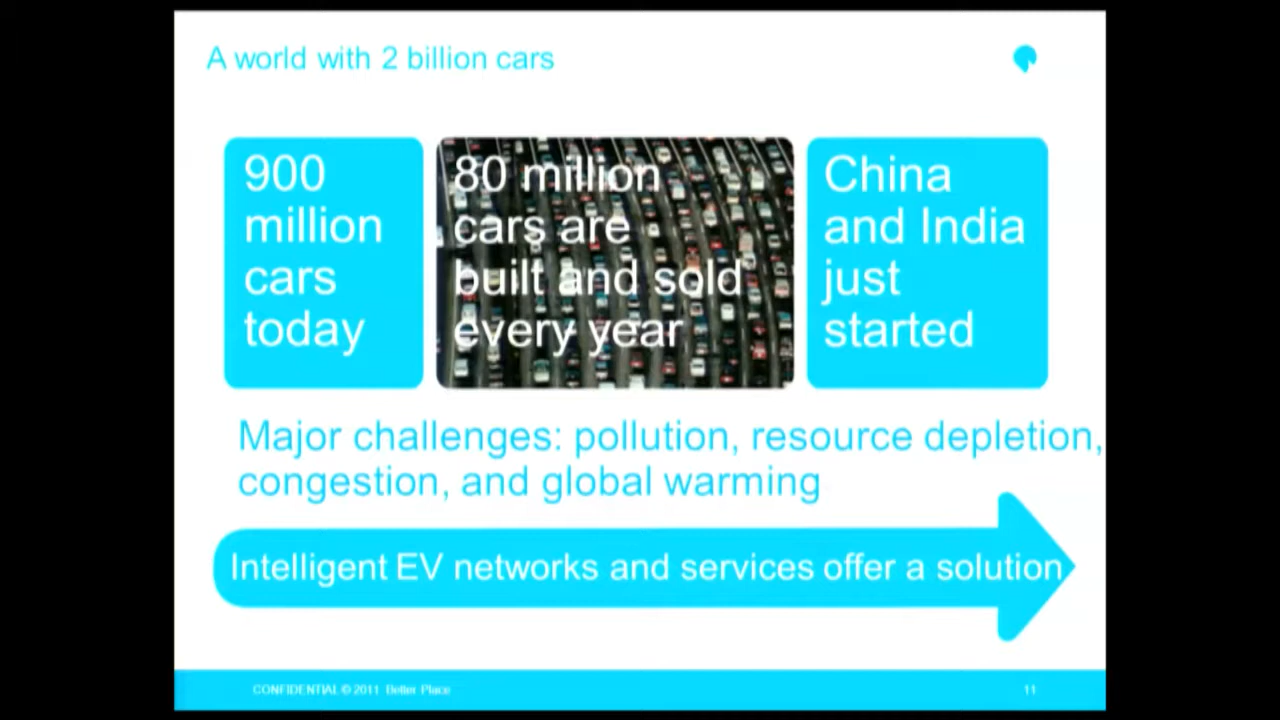 A world with 2 billion cars
900
million
cars
today
80 million
cars are
built and sold
every year
China
and India
just
started
Major challenges: pollution, resource depletion,
congestion, and global warming
Intelligent EV networks and services offer a solution
CONFIDENTIAL © 2011 Better Place
11